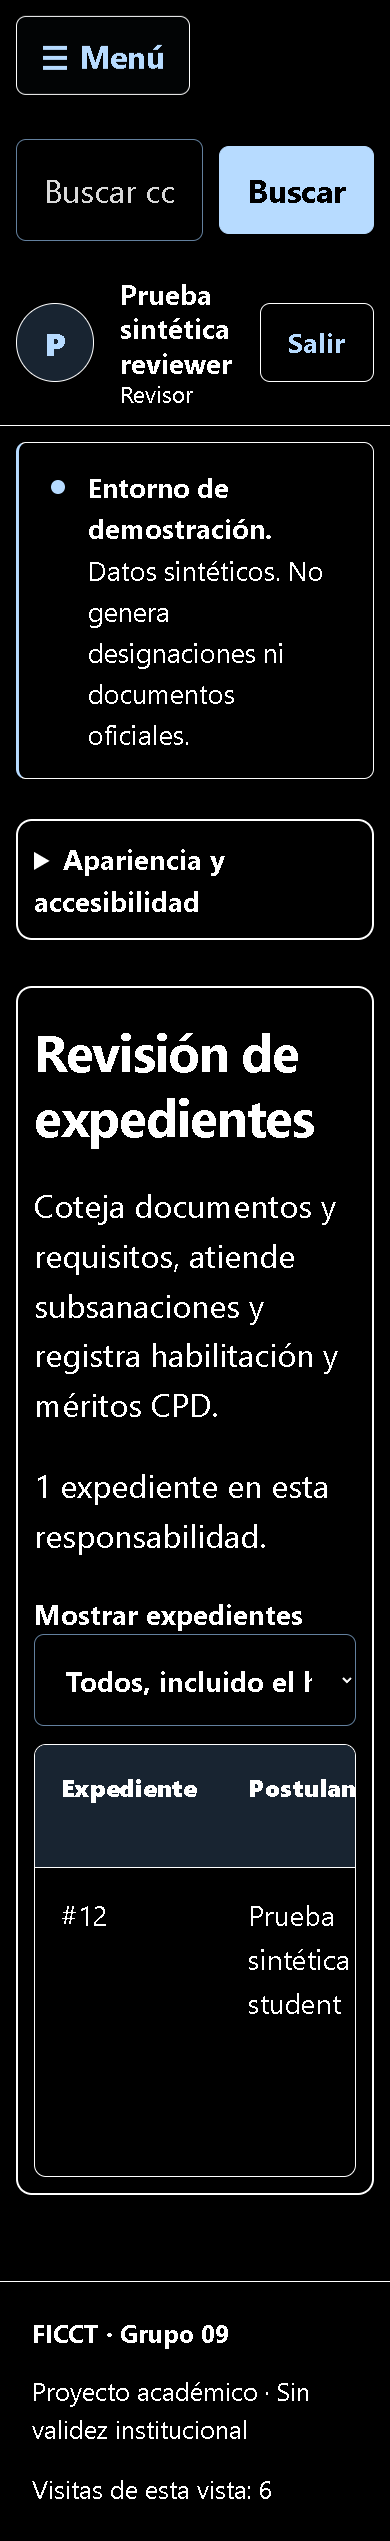 ☰ Menú
Buscar cc
Buscar
P
Prueba
sintética
reviewer
Revisor
Salir
Entorno de
demostración.
Datos sintéticos. No
genera
designaciones ni
documentos
oficiales.
▶ Apariencia y
accesibilidad
Revisión de
expedientes
Coteja documentos y
requisitos, atiende
subsanaciones y
registra habilitación y
méritos CPD.
1 expediente en esta
responsabilidad.
Mostrar expedientes
Todos, incluido el
Expediente
Postulan
#12
Prueba
sintética
student
FICCT · Grupo 09
Proyecto académico · Sin
validez institucional
Visitas de esta vista: 6